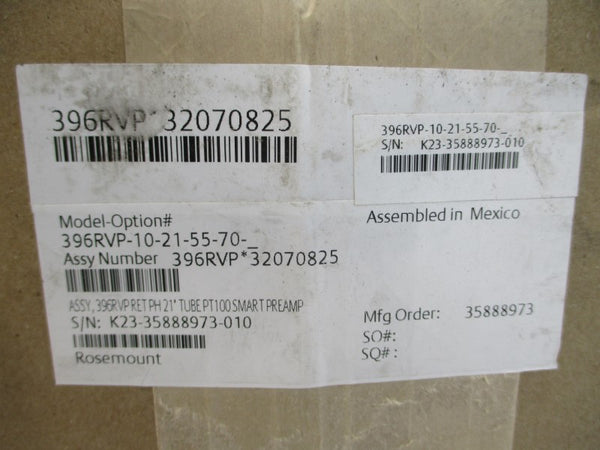 396RVP*32070825
396RVP-10-21-55-70-_
S/N: K23-35888973-010
Model-Option#
396RVP-10-21-55-70-_
Assy Number 396RVP*32070825
ASSY, 396RVP RET PH 21" TUBE PT100 SMART PREAMP
S/N: K23-35888973-010
Rosemount
Assembled in Mexico
Mfg Order: 35888973
SO#:
SQ# :